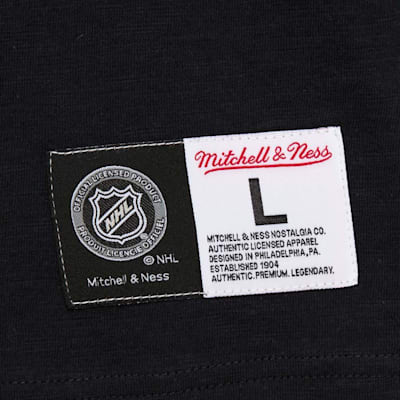 OFFICIAL LICENSED PRODUCT
NHL
PRODUIT LICENCIÉ OFFICIEL
© NHL
Mitchell & Ness
Mitchell & Ness
L
MITCHELL & NESS NOSTALGIA CO.
AUTHENTIC LICENSED APPAREL
DESIGNED IN PHILADELPHIA, PA.
ESTABLISHED 1904
AUTHENTIC. PREMIUM. LEGENDARY.